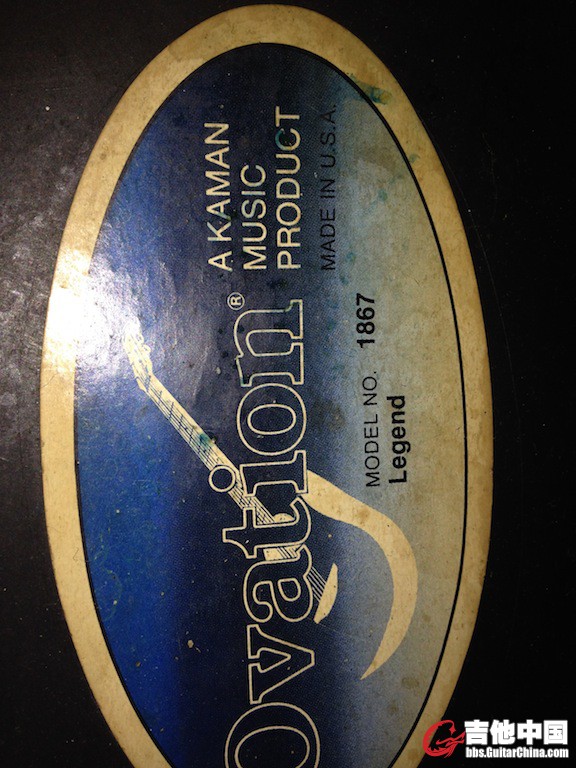 Ovation®
A KAMAN
MUSIC
PRODUCT
MADE IN U.S.A.
MODEL NO. 1867
Legend
吉他中国
bbs.GuitarChina.com